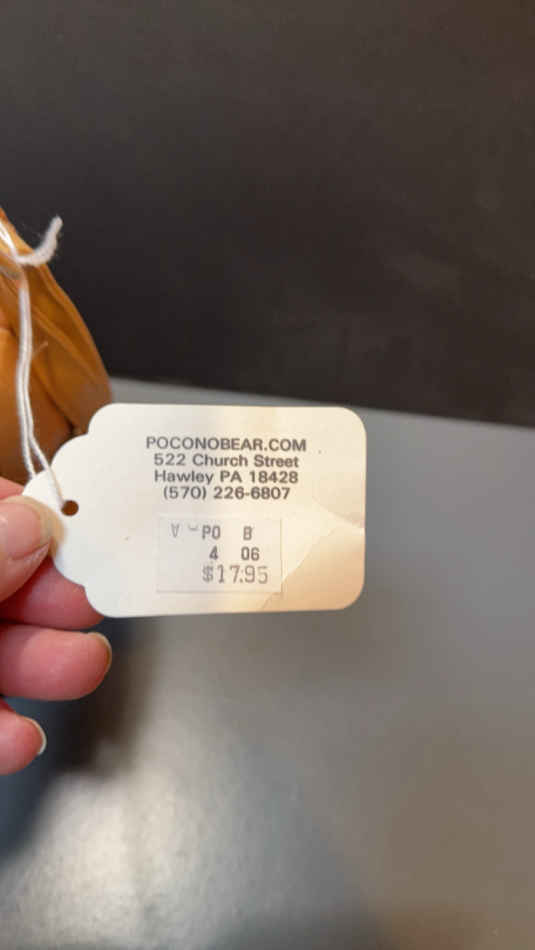 POCONOBEAR.COM
522 Church Street
Hawley PA 18428
(570) 226-6807
PO B
4 06
$17.95